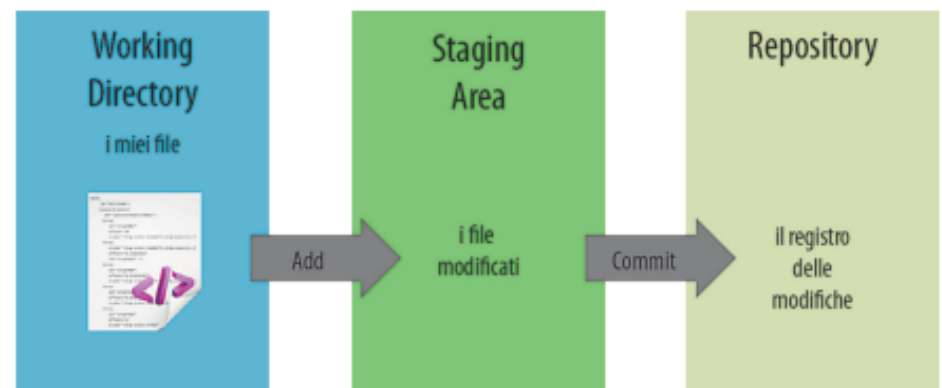 Working
Directory
i miei file
</>
Add
Staging
Area
i file
modificati
Commit
Repository
il registro
delle
modifiche